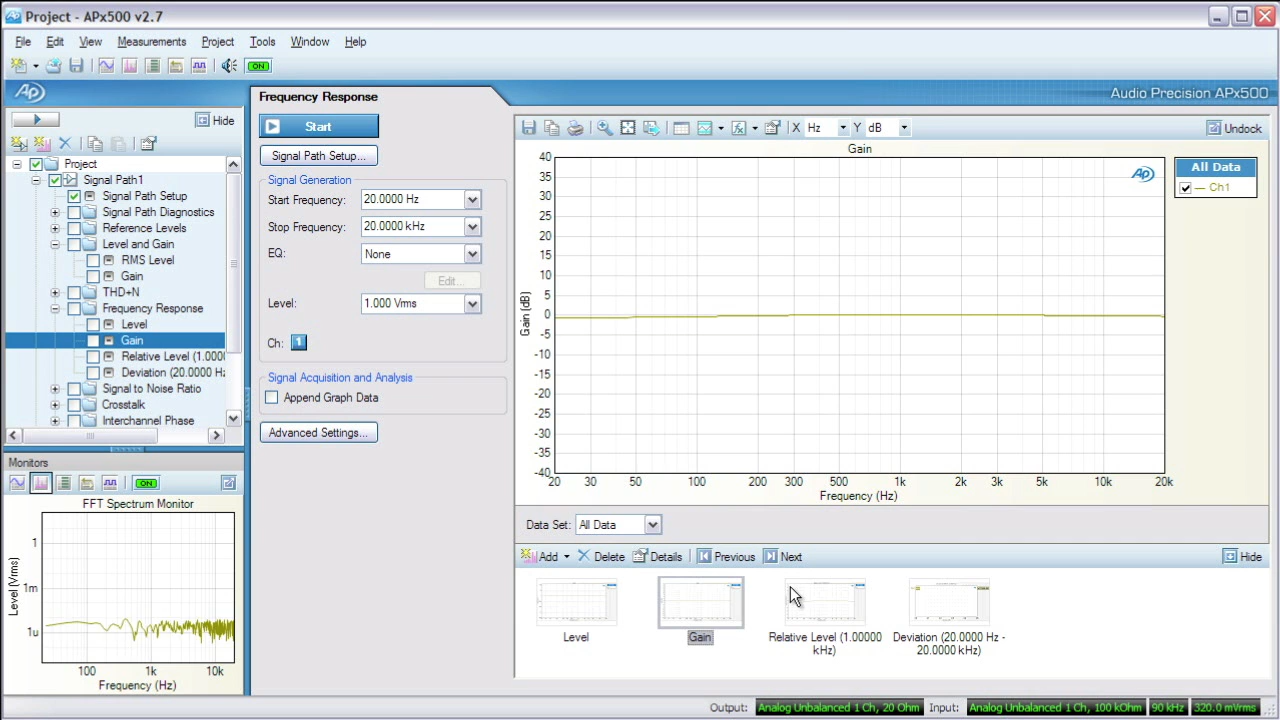 Project - APx500 v2.7
File Edit View Measurements Project Tools Window Help
ON
Audio Precision APx500
Hide
Project
Signal Path1
Signal Path Setup
Signal Path Diagnostics
Reference Levels
Level and Gain
RMS Level
Gain
THD+N
Frequency Response
Level
Gain
Relative Level (1.000
Deviation (20.0000 Hz
Signal to Noise Ratio
Crosstalk
Interchannel Phase
Monitors
ON
FFT Spectrum Monitor
Level (Vrms)
1
1m
1u
100 1k 10k
Frequency (Hz)
Frequency Response
Start
Signal Path Setup...
Signal Generation
Start Frequency: 20.0000 Hz
Stop Frequency: 20.0000 kHz
EQ: None
Edit...
Level: 1.000 Vrms
Ch: 1
Signal Acquisition and Analysis
Append Graph Data
Advanced Settings...
X Hz Y dB
Undock
Gain
All Data
Ch1
Gain (dB)
40
35
30
25
20
15
10
5
0
-5
-10
-15
-20
-25
-30
-35
-40
20 30 50 100 200 300 500 1k 2k 3k 5k 10k 20k
Frequency (Hz)
Data Set: All Data
Add Delete Details Previous Next Hide
Level
Gain
Relative Level (1.00000 kHz)
Deviation (20.0000 Hz - 20.0000 kHz)
Output: Analog Unbalanced 1 Ch, 20 Ohm Input: Analog Unbalanced 1 Ch, 100 kOhm 90 kHz 320.0 mVrms